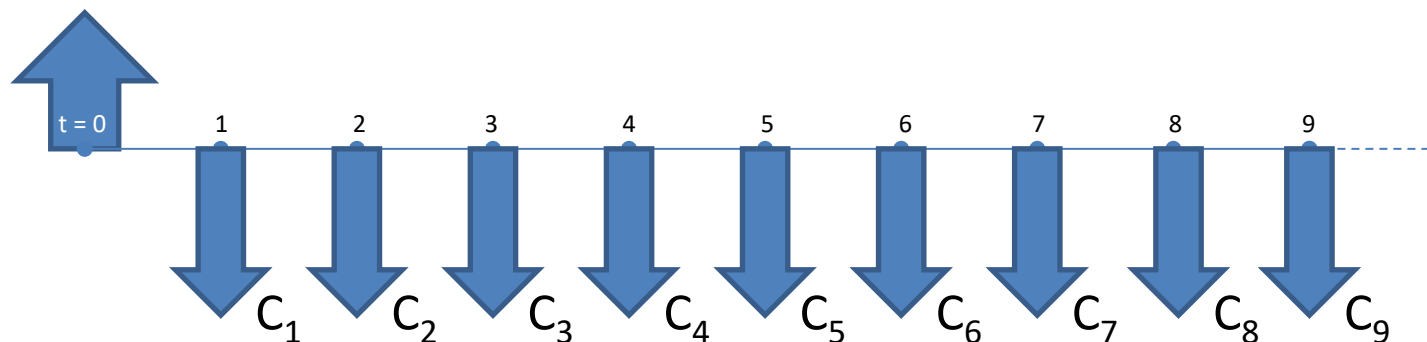 t = 0 1 2 3 4 5 6 7 8 9
C₁ C₂ C₃ C₄ C₅ C₆ C₇ C₈ C₉